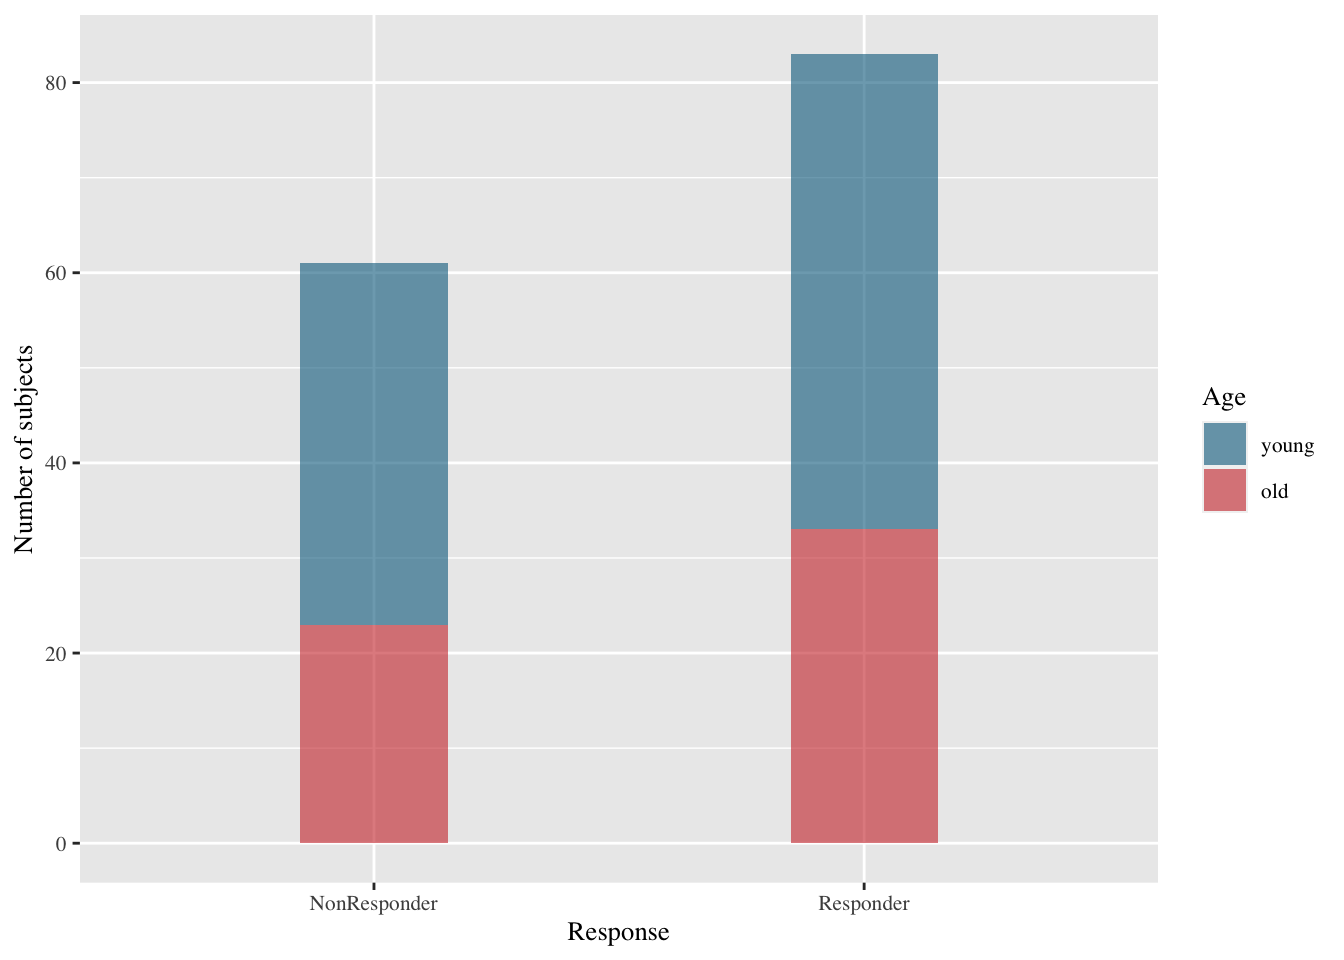 80
60
40
20
0
Number of subjects
NonResponder
Responder
Response
Age
young
old